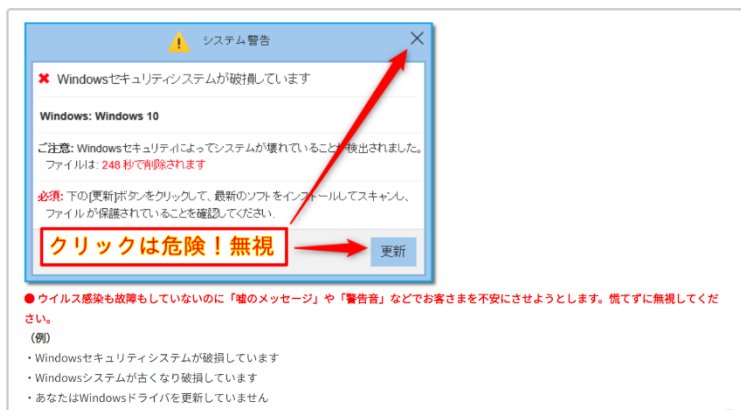 システム警告
Windowsセキュリティシステムが破損しています
Windows: Windows 10
ご注意: Windowsセキュリティによってシステムが壊れていることが検出されました。
ファイルは: 248 秒で削除されます
必須: 下の[更新]ボタンをクリックして、最新のソフトをインストールしてスキャンし、
ファイルが保護されていることを確認してください.
クリックは危険！無視
更新
●ウイルス感染も故障もしていないのに「嘘のメッセージ」や「警告音」などでお客さまを不安にさせようとします。慌てずに無視してくだ
さい。
（例）
・Windowsセキュリティシステムが破損しています
・Windowsシステムが古くなり破損しています
・あなたはWindowsドライバを更新していません